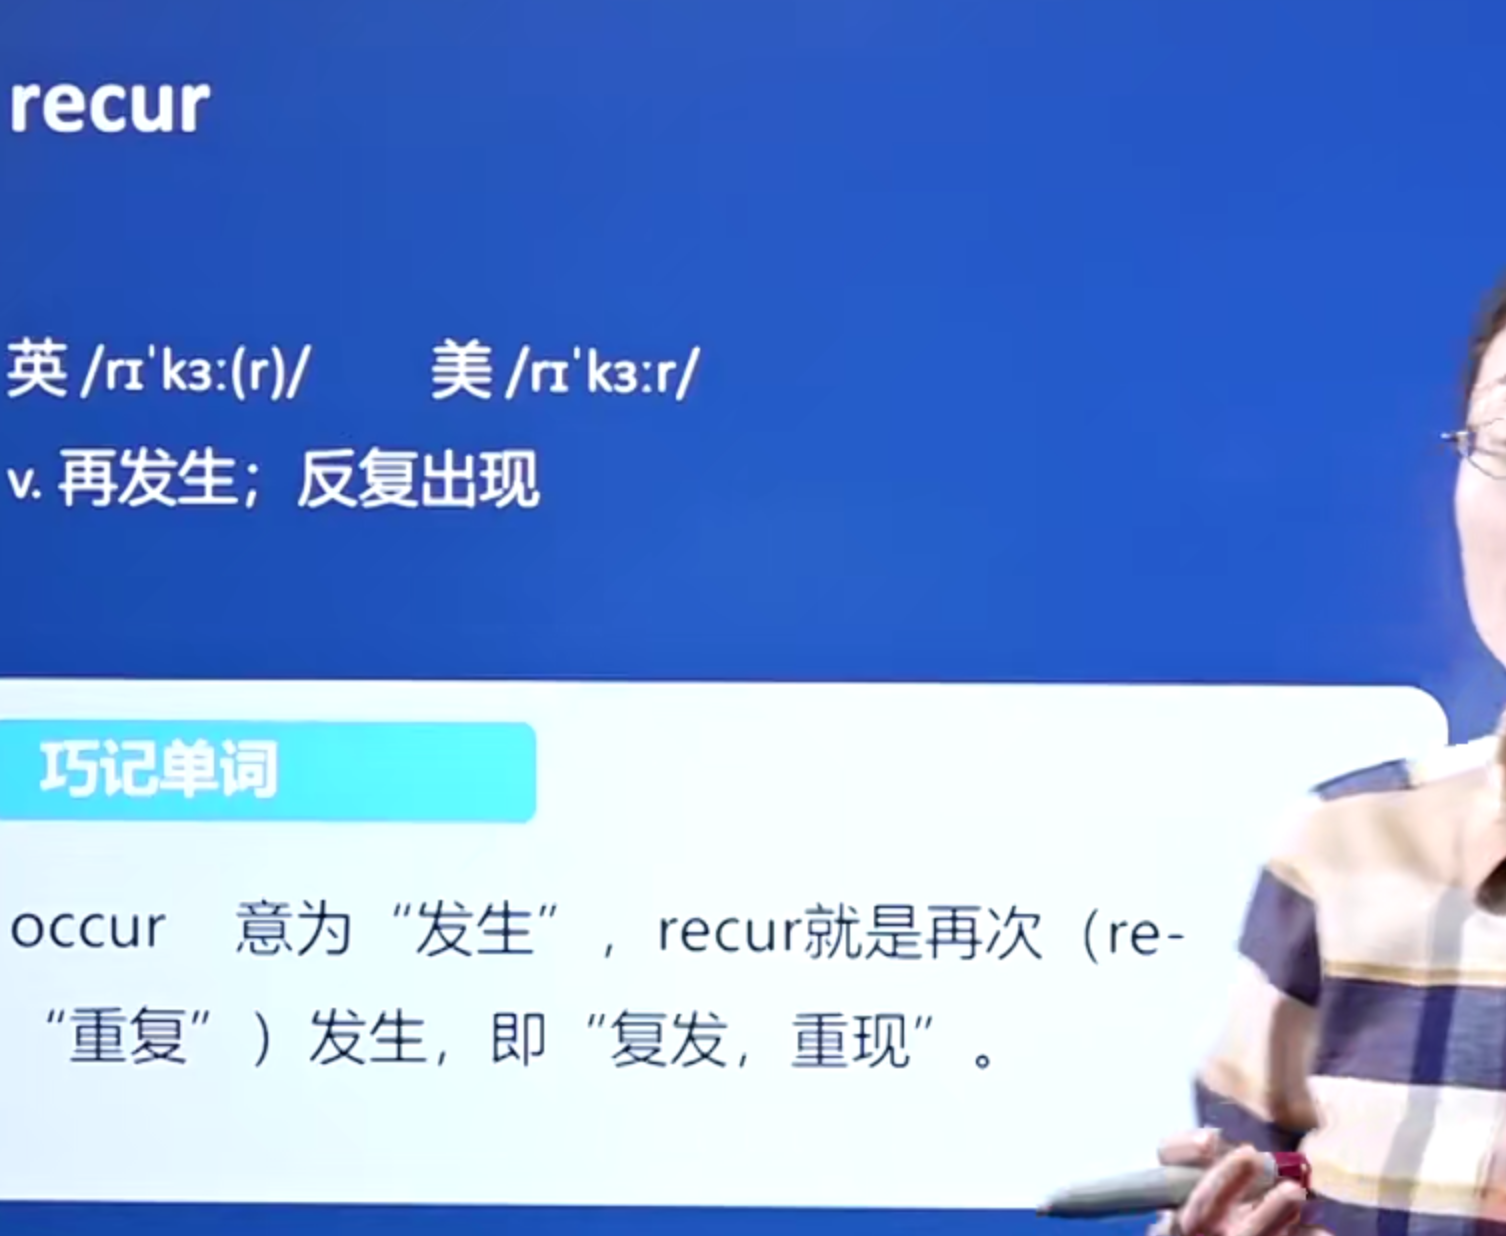 recur
英 /rɪˈkɜː(r)/ 美 /rɪˈkɜːr/
v. 再发生；反复出现
巧记单词
occur 意为“发生”，recur就是再次（re-
“重复”）发生，即“复发，重现”。